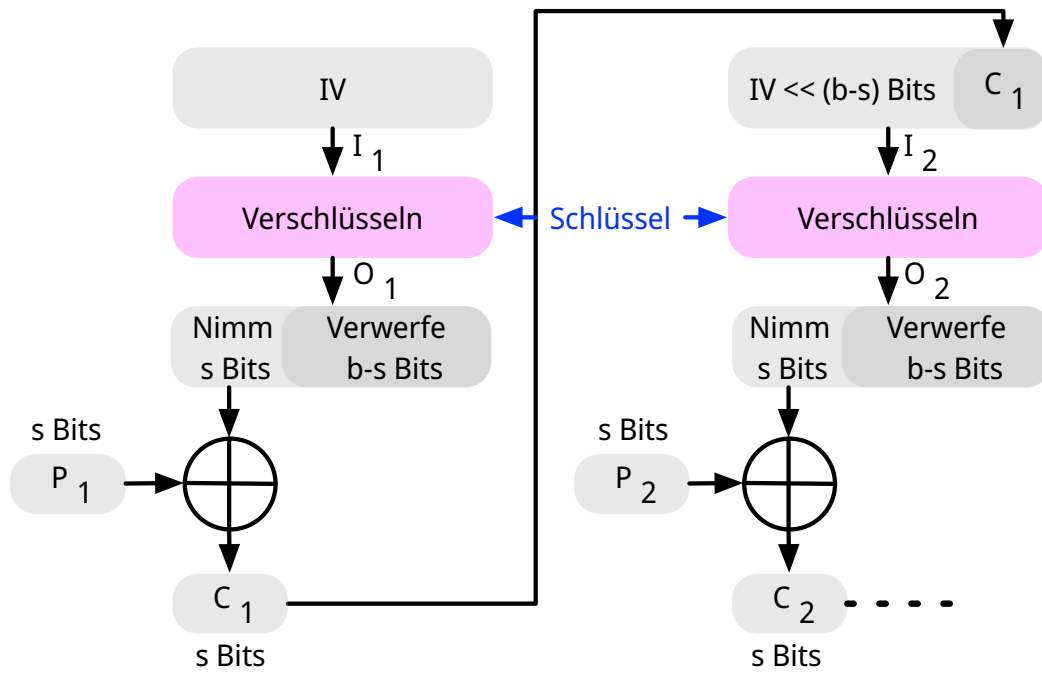 IV
I 1
Verschlüsseln
O 1
Nimm
s Bits
Verwerfe
b-s Bits
s Bits
P 1
C 1
s Bits
Schlüssel
IV << (b-s) Bits
C 1
I 2
Verschlüsseln
O 2
Nimm
s Bits
Verwerfe
b-s Bits
s Bits
P 2
C 2
s Bits